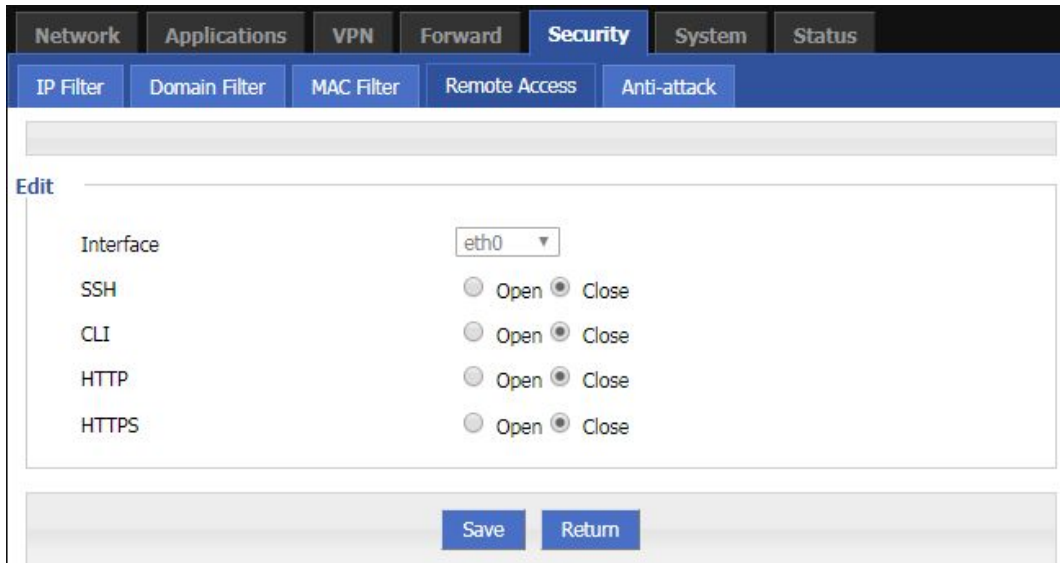 Network Applications VPN Forward Security System Status
IP Filter Domain Filter MAC Filter Remote Access Anti-attack
Edit
Interface eth0
SSH Open Close
CLI Open Close
HTTP Open Close
HTTPS Open Close
Save Return